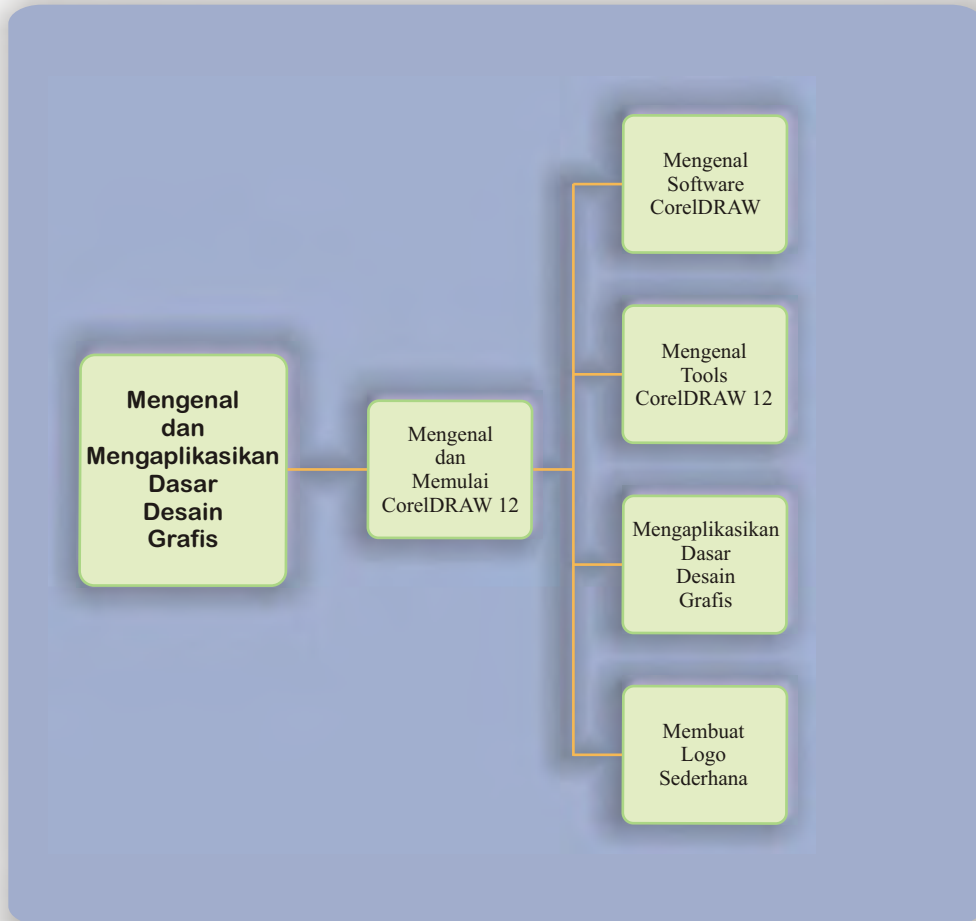 Mengenal
dan
Mengaplikasikan
Dasar
Desain
Grafis
Mengenal
dan
Memulai
CorelDRAW 12
Mengenal
Software
CorelDRAW
Mengenal
Tools
CorelDRAW 12
Mengaplikasikan
Dasar
Desain
Grafis
Membuat
Logo
Sederhana